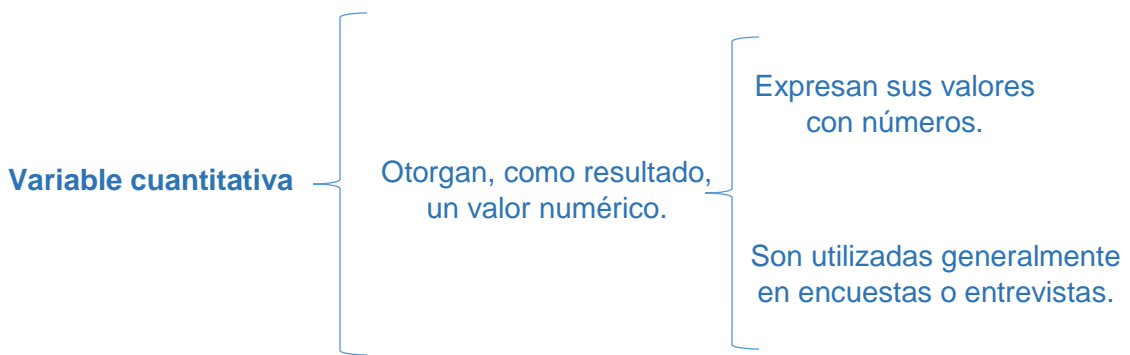 Variable cuantitativa
Otorgan, como resultado,
un valor numérico.
Expresan sus valores
con números.
Son utilizadas generalmente
en encuestas o entrevistas.